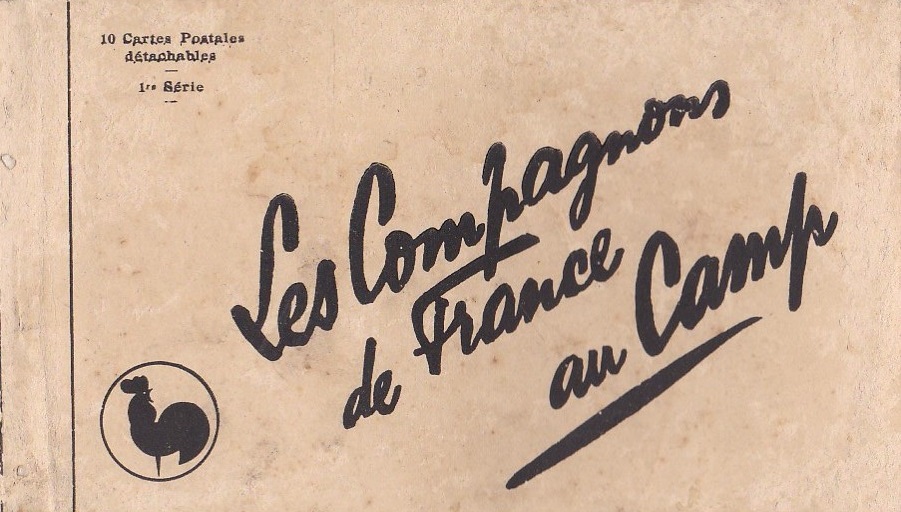 10 Cartes Postales
détachables
1re Série
Les Compagnons
de France
au Camp